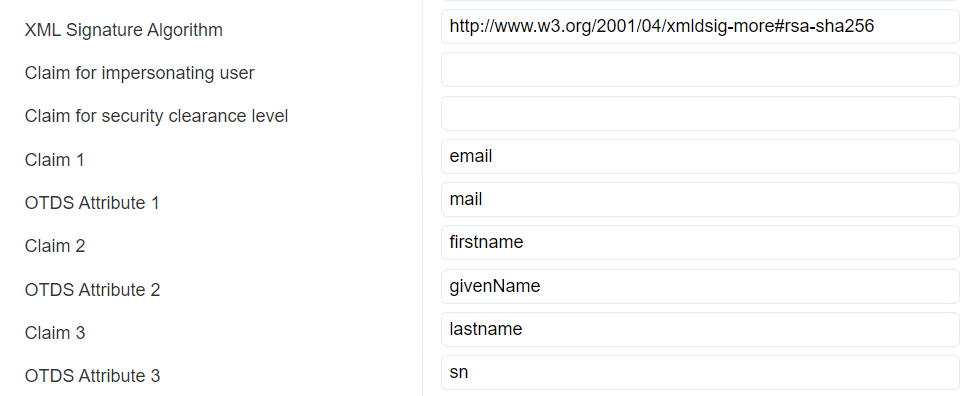 XML Signature Algorithm http://www.w3.org/2001/04/xmldsig-more#rsa-sha256
Claim for impersonating user
Claim for security clearance level
Claim 1 email
OTDS Attribute 1 mail
Claim 2 firstname
OTDS Attribute 2 givenName
Claim 3 lastname
OTDS Attribute 3 sn